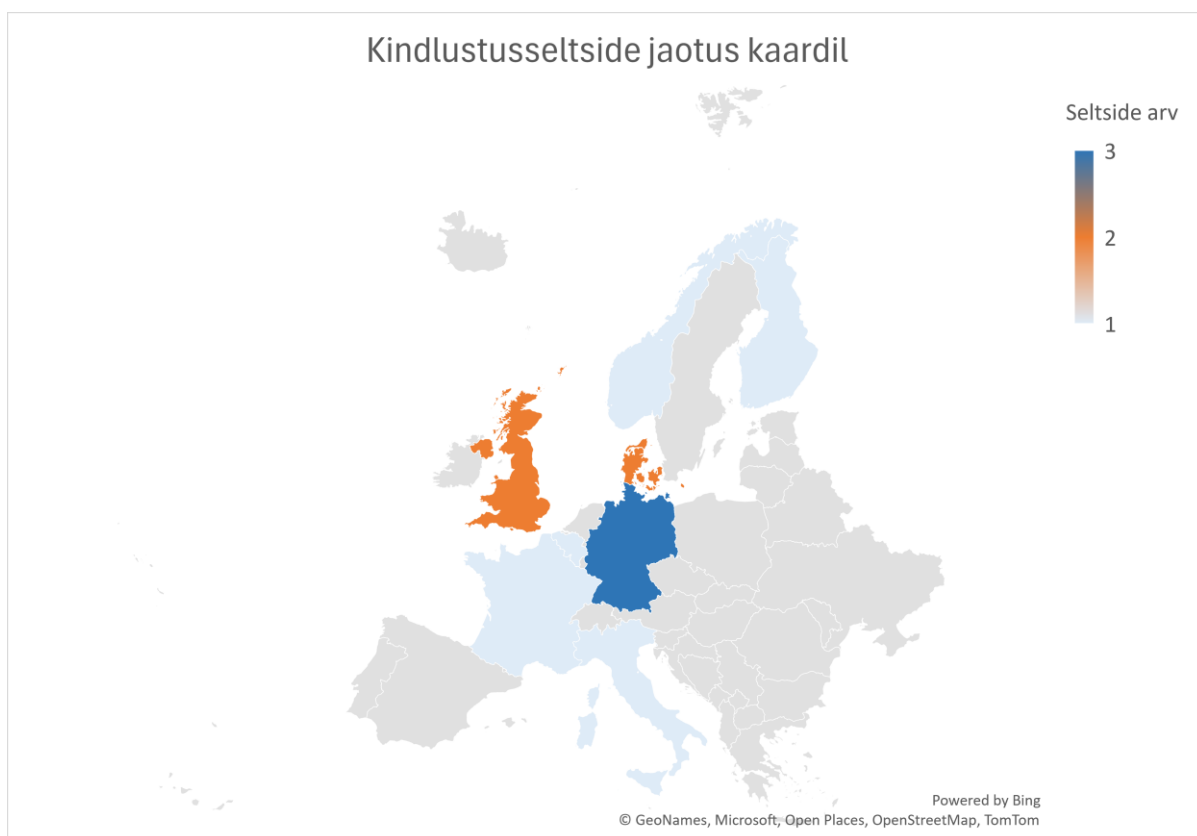 Kindlustusseltside jaotus kaardil
Seltside arv
3
2
1
Powered by Bing
© GeoNames, Microsoft, Open Places, OpenStreetMap, TomTom